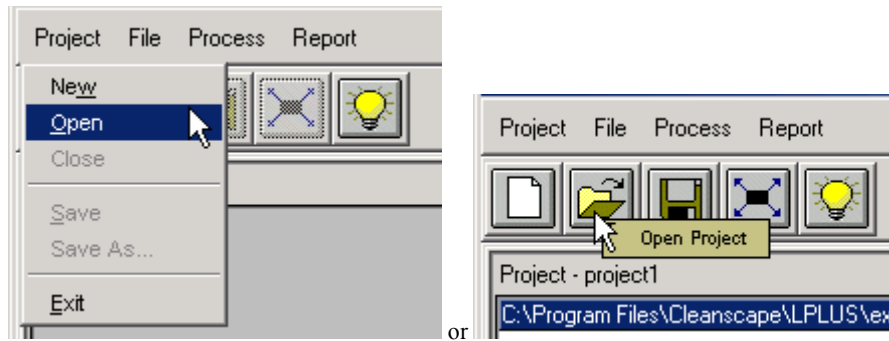 Project File Process Report
New
Open
Close
Save
Save As...
Exit
or
Project File Process Report
Open Project
Project - project1
C:\Program Files\Cleanscape\LPLUS\ex